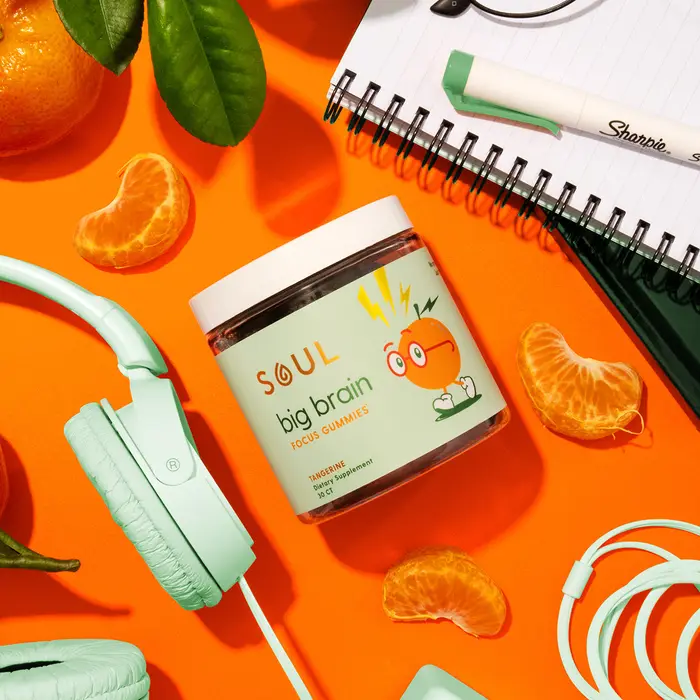 Sharpie.
SOUL
big brain
FOCUS GUMMIES
TANGERINE
Dietary Supplement
30 CT
®